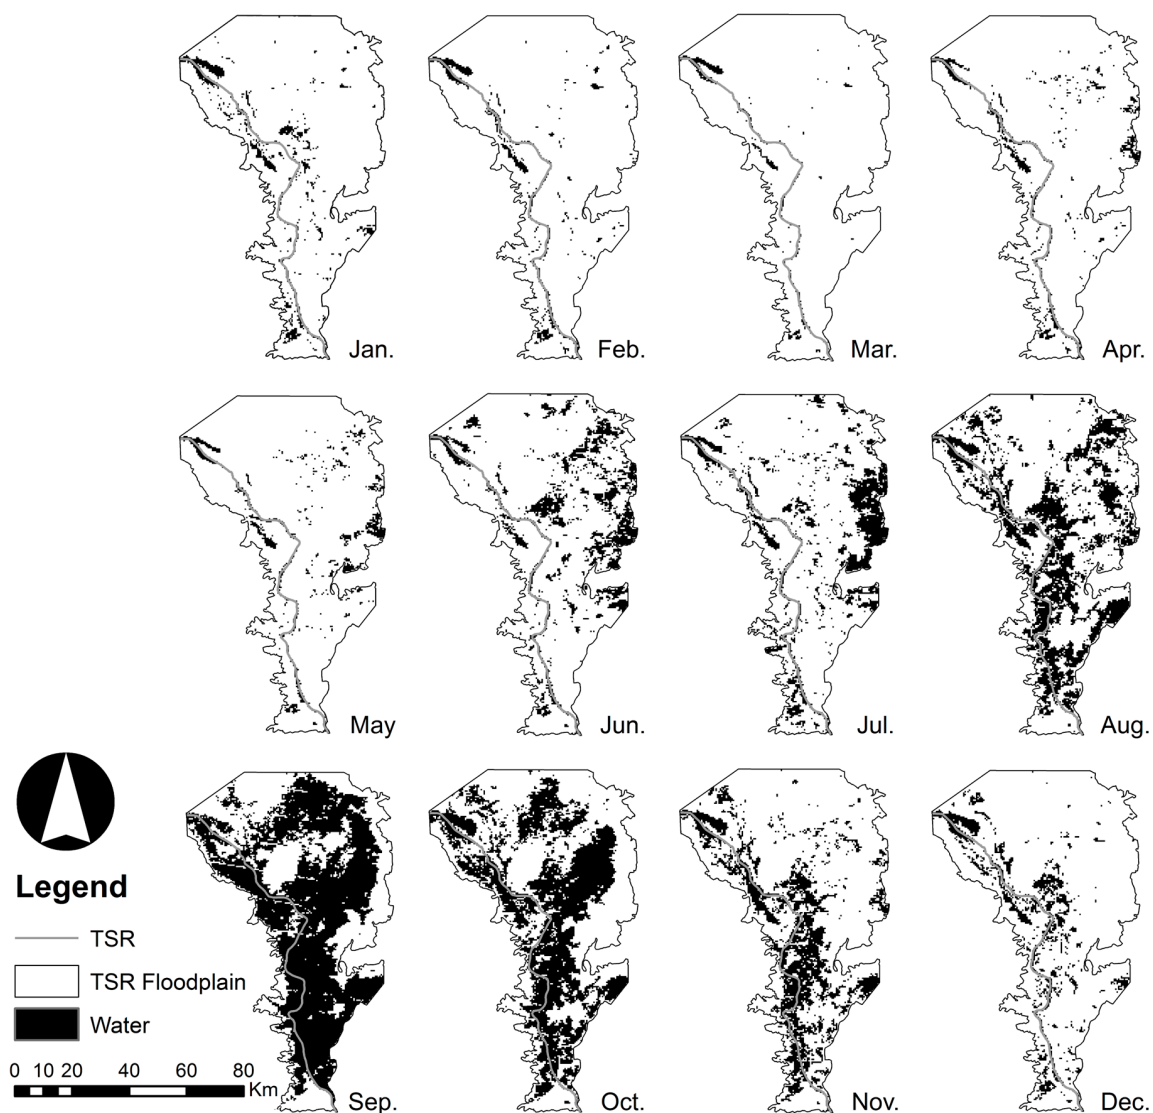 Jan.
Feb.
Mar.
Apr.
May
Jun.
Jul.
Aug.
Legend
TSR
TSR Floodplain
Water
0 10 20 40 60 80
Km
Sep.
Oct.
Nov.
Dec.